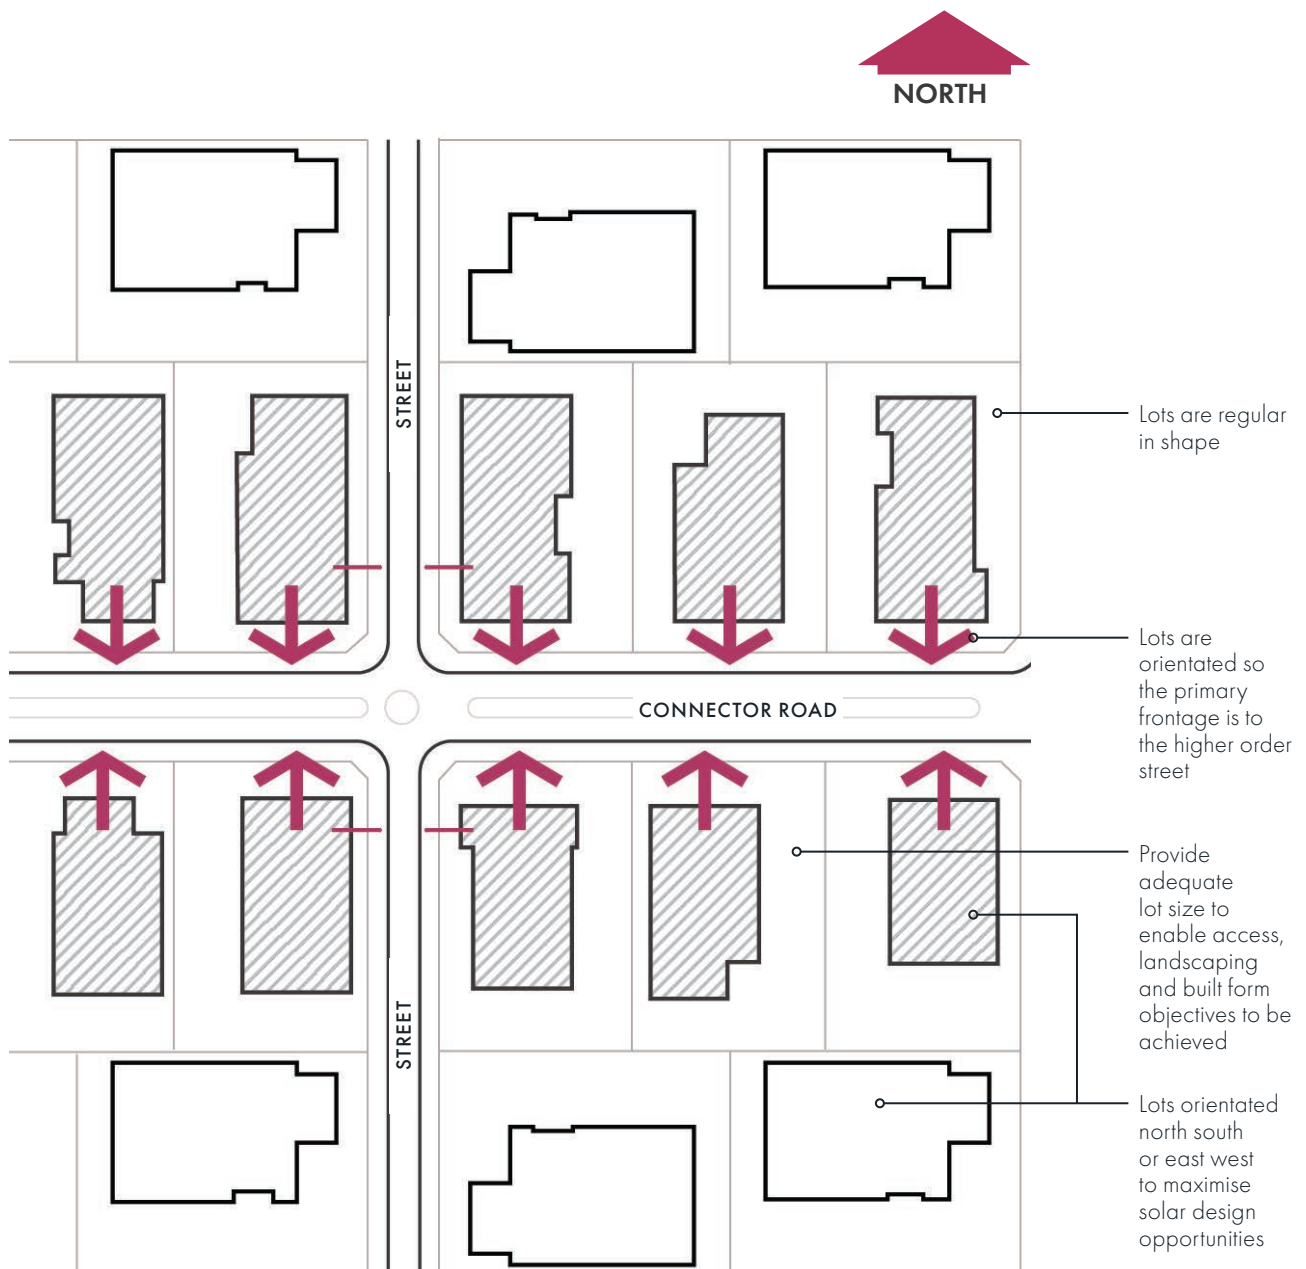 NORTH
STREET
Lots are regular
in shape
Lots are
orientated so
the primary
frontage is to
the higher order
street
CONNECTOR ROAD
Provide
adequate
lot size to
enable access,
landscaping
and built form
objectives to be
achieved
STREET
Lots orientated
north south
or east west
to maximise
solar design
opportunities